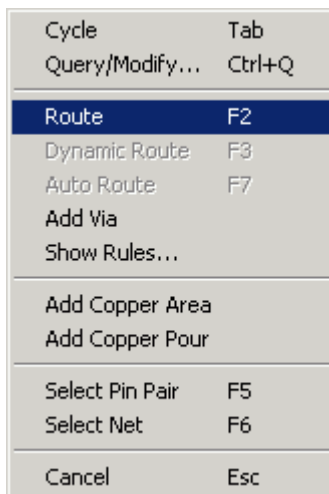 Cycle Tab
Query/Modify... Ctrl+Q
Route F2
Dynamic Route F3
Auto Route F7
Add Via
Show Rules...
Add Copper Area
Add Copper Pour
Select Pin Pair F5
Select Net F6
Cancel Esc